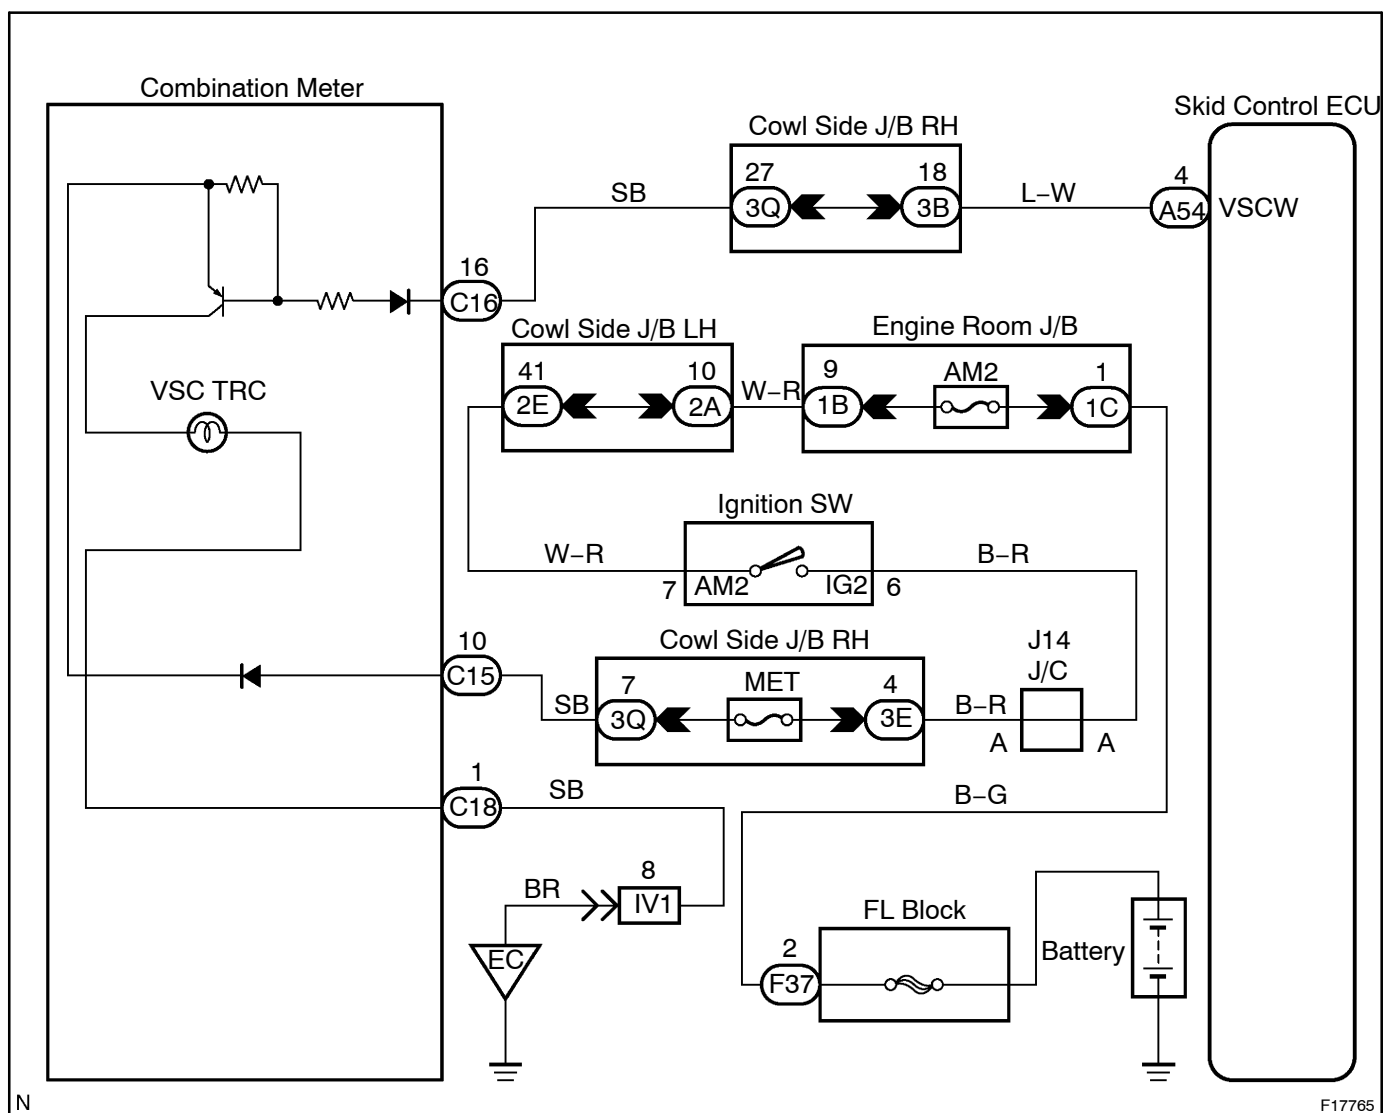 Combination Meter
Skid Control ECU
Cowl Side J/B RH
27
18
4
SB
3Q
3B
L-W
A54
VSCW
16
C16
Cowl Side J/B LH
Engine Room J/B
41
10
9
AM2
1
2E
2A
W-R
1B
1C
VSC TRC
Ignition SW
W-R
B-R
7
AM2
IG2
6
Cowl Side J/B RH
J14
J/C
10
C15
7
MET
4
SB
3Q
3E
B-R
A
A
1
C18
SB
B-G
8
BR
IV1
FL Block
EC
2
F37
Battery
N
F17765